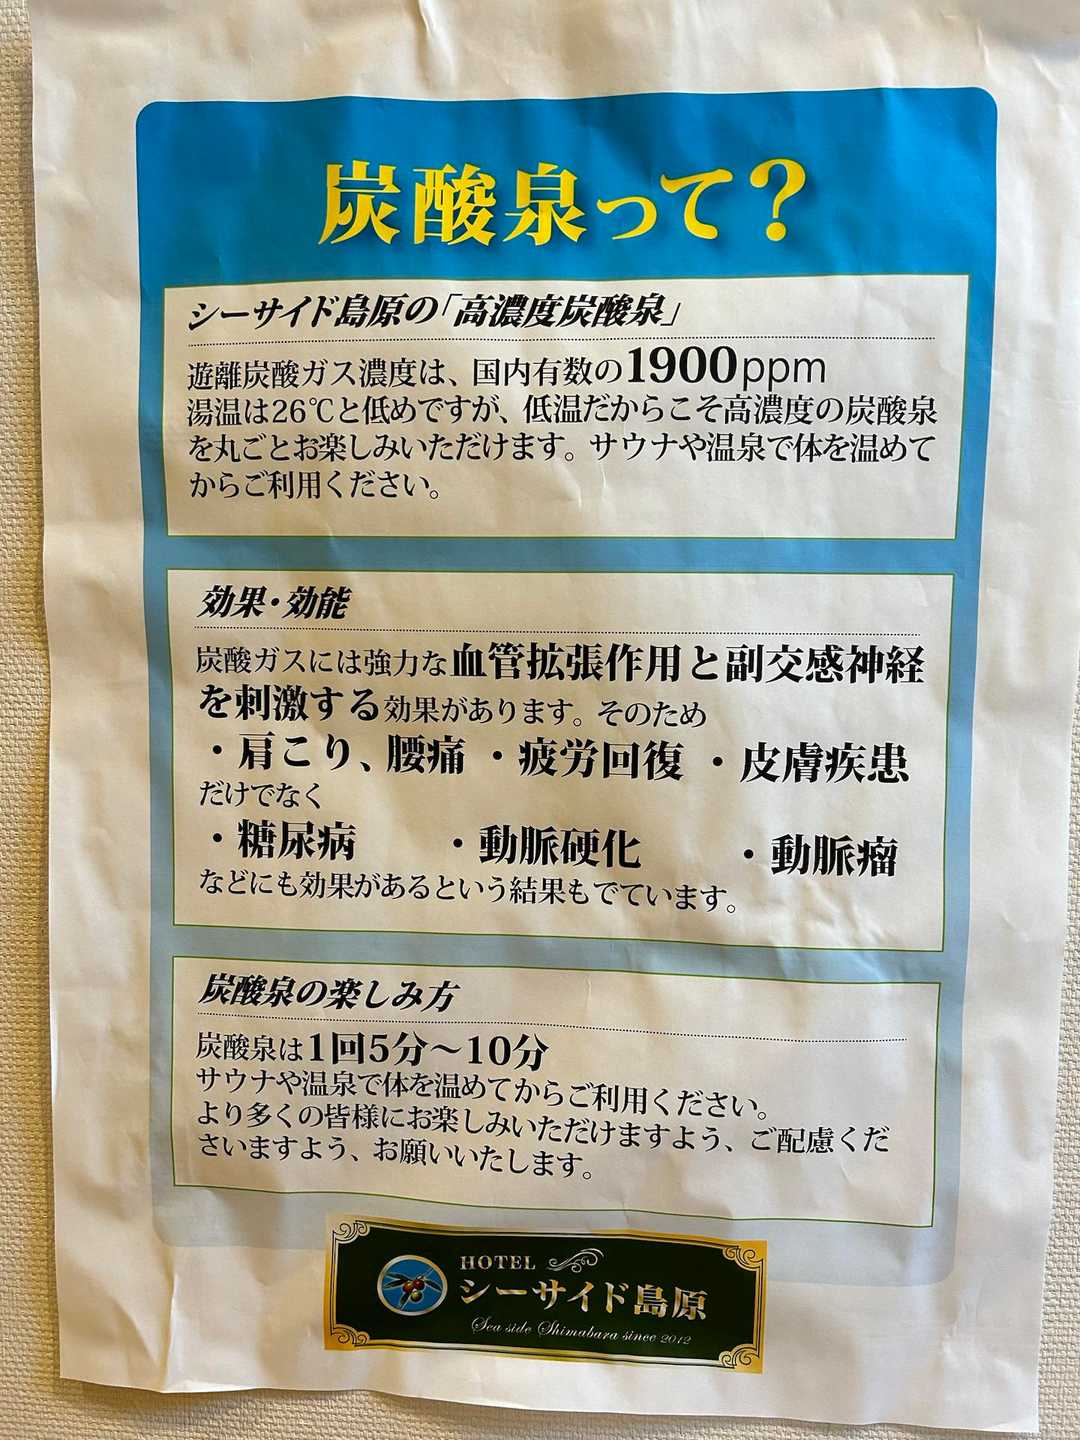 炭酸泉って？
シーサイド島原の「高濃度炭酸泉」
遊離炭酸ガス濃度は、国内有数の1900ppm
湯温は26℃と低めですが、低温だからこそ高濃度の炭酸泉
を丸ごとお楽しみいただけます。サウナや温泉で体を温めて
からご利用ください。
効果・効能
炭酸ガスには強力な血管拡張作用と副交感神経
を刺激する効果があります。そのため
・肩こり、腰痛 ・疲労回復 ・皮膚疾患
だけでなく
・糖尿病 ・動脈硬化 ・動脈瘤
などにも効果があるという結果もでています。
炭酸泉の楽しみ方
炭酸泉は1回5分〜10分
サウナや温泉で体を温めてからご利用ください。
より多くの皆様にお楽しみいただけますよう、ご配慮くだ
さいますよう、お願いいたします。
HOTEL
シーサイド島原
Sea side Shimabara since 2012